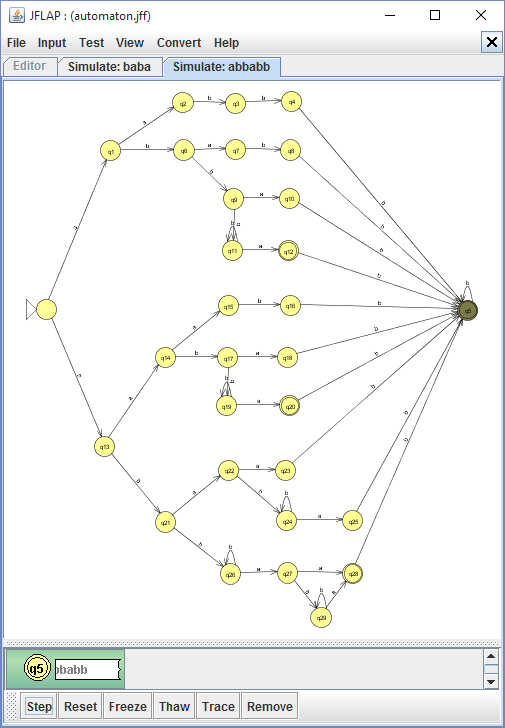 JFLAP : (automaton.jff)
File Input Test View Convert Help
Editor Simulate: baba Simulate: abbabb
q2 b q3 b q4
a
q1 b q6 a q7 b q8
b
q9 a q10
b
a
q11 a q12
b
b
q5
q15 b q16 b
a
q14 b q17 a q18
q19 a q20
q13
q22 a q23
q21
b
q24 a q25
b
q26 a q27 a q28
b
q29
q5 bbabb
Step Reset Freeze Thaw Trace Remove